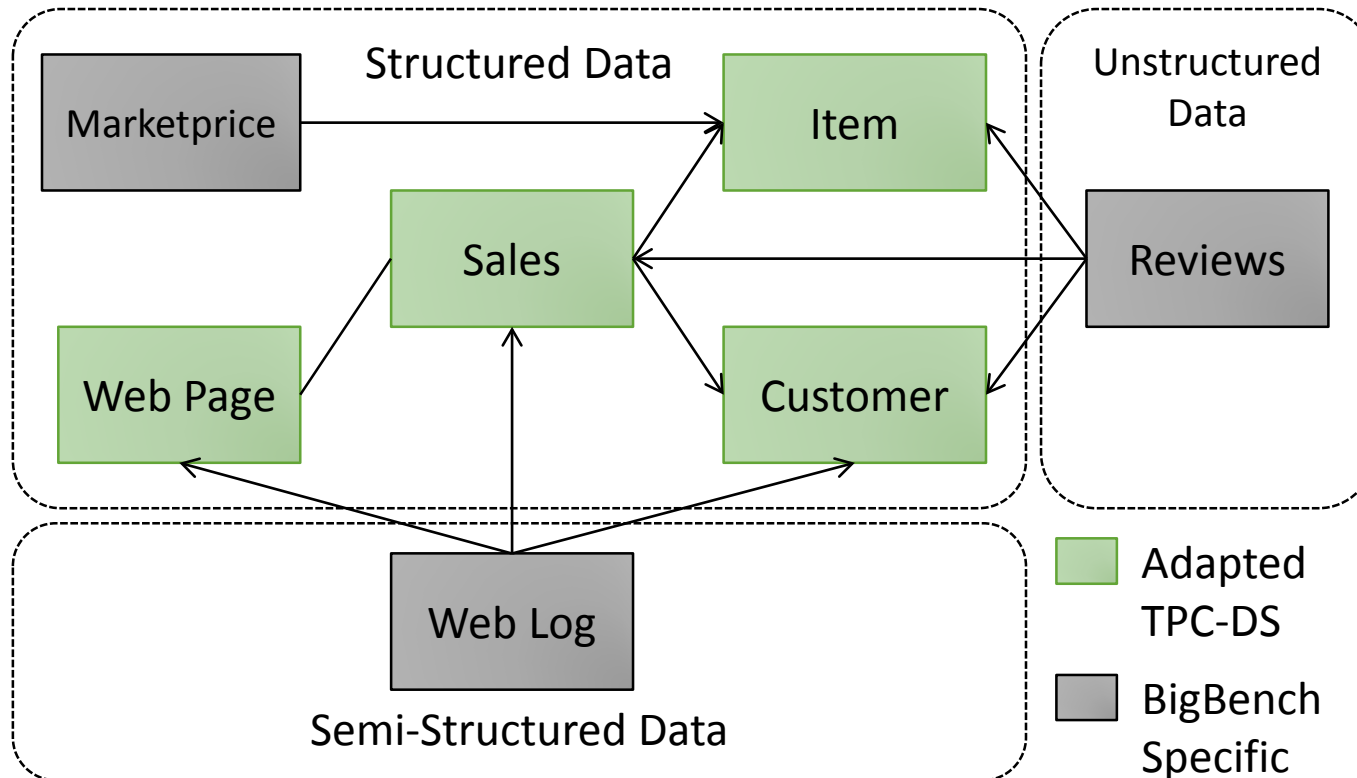 Structured Data
Marketprice
Item
Unstructured
Data
Sales
Reviews
Web Page
Customer
Web Log
Semi-Structured Data
Adapted
TPC-DS
BigBench
Specific